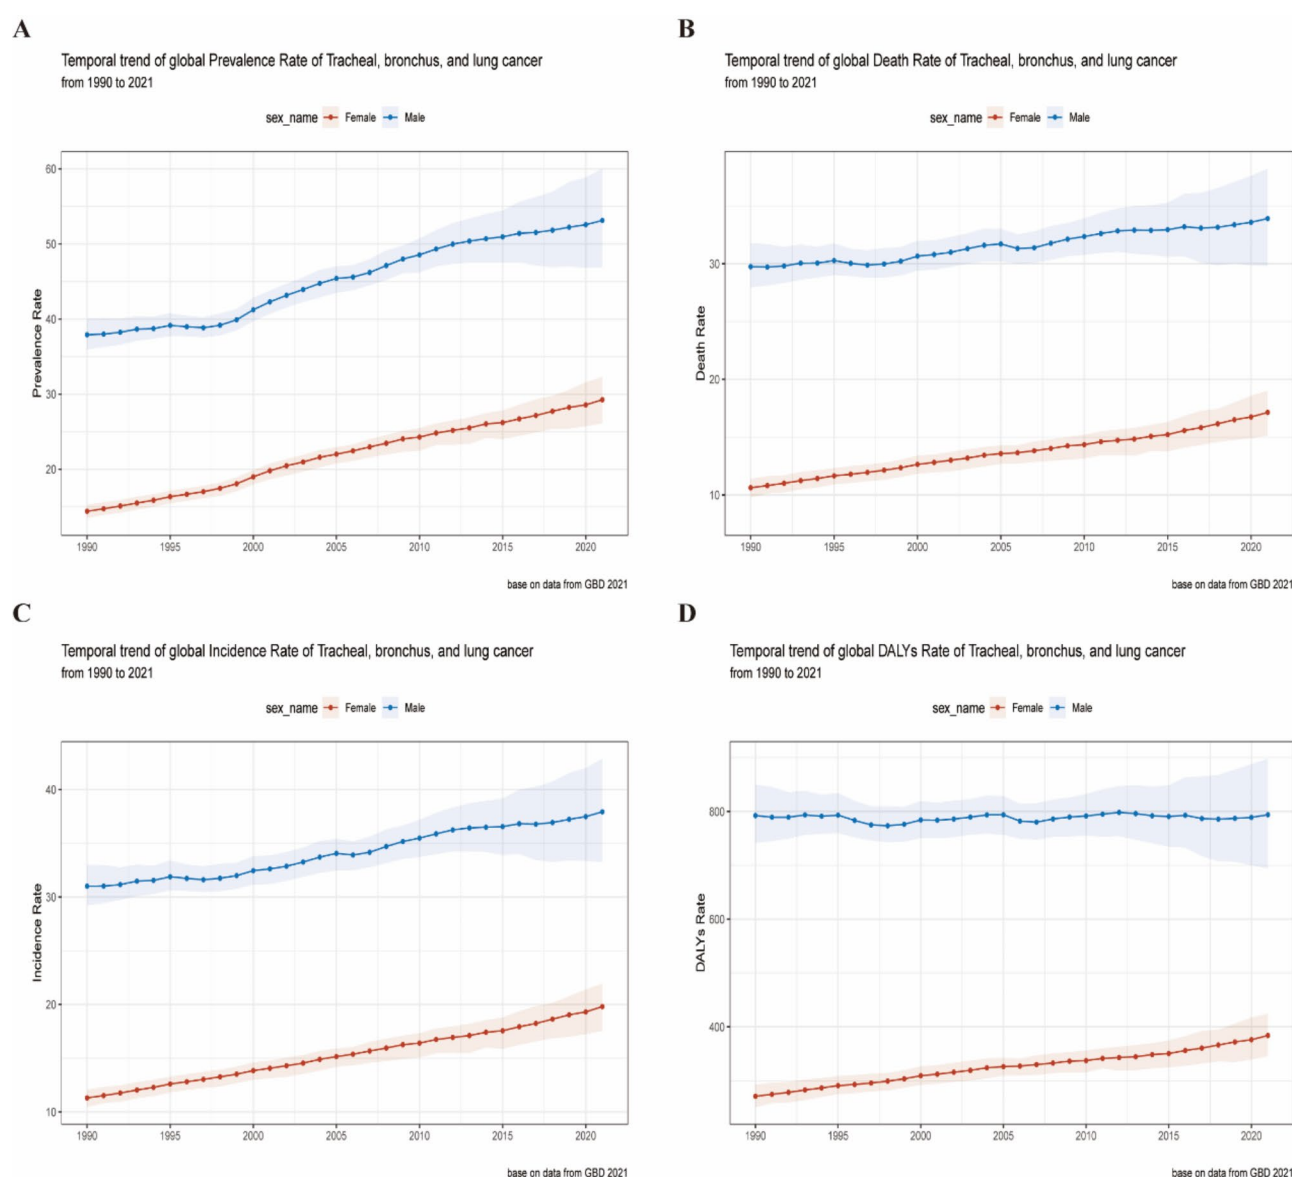 A
Temporal trend of global Prevalence Rate of Tracheal, bronchus, and lung cancer
from 1990 to 2021
sex_name Female Male
Prevalence Rate
60
50
40
30
20
1990 1995 2000 2005 2010 2015 2020
base on data from GBD 2021
B
Temporal trend of global Death Rate of Tracheal, bronchus, and lung cancer
from 1990 to 2021
sex_name Female Male
Death Rate
30
20
10
1990 1995 2000 2005 2010 2015 2020
base on data from GBD 2021
C
Temporal trend of global Incidence Rate of Tracheal, bronchus, and lung cancer
from 1990 to 2021
sex_name Female Male
Incidence Rate
40
30
20
10
1990 1995 2000 2005 2010 2015 2020
base on data from GBD 2021
D
Temporal trend of global DALYs Rate of Tracheal, bronchus, and lung cancer
from 1990 to 2021
sex_name Female Male
DALYs Rate
800
600
400
1990 1995 2000 2005 2010 2015 2020
base on data from GBD 2021